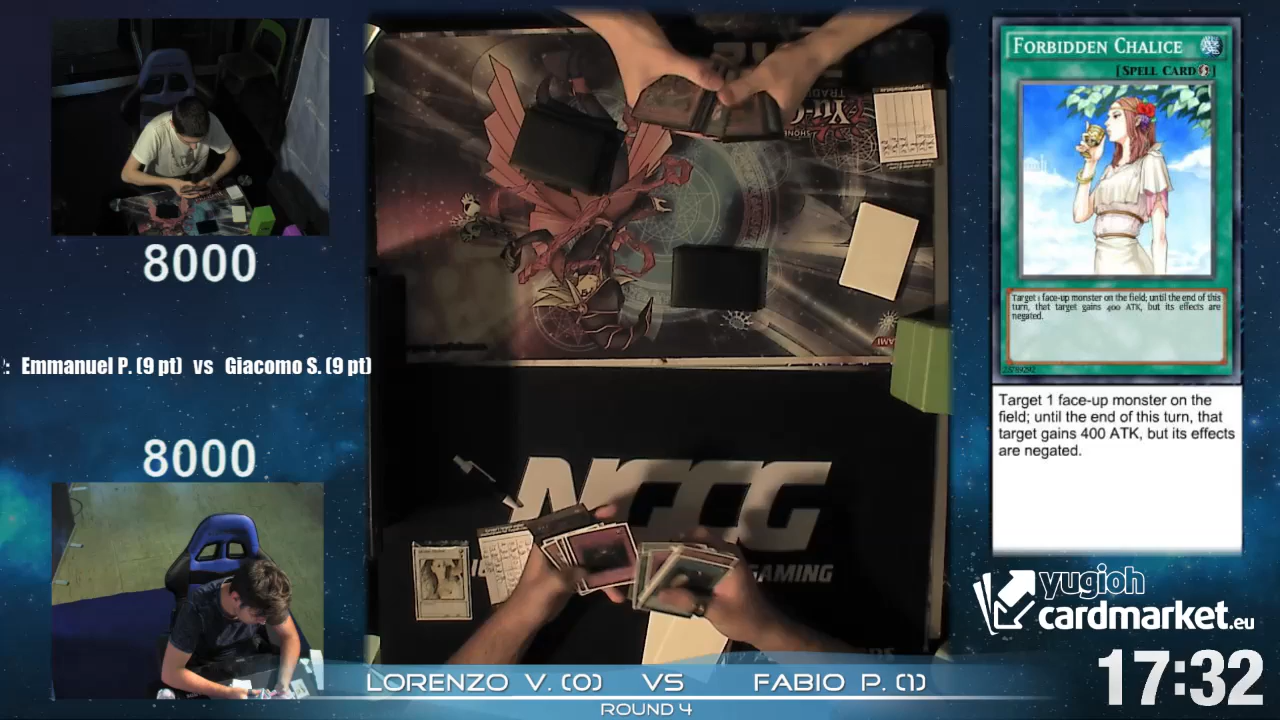 8000
: Emmanuel P. (9 pt) vs Giacomo S. (9 pt)
8000
NCCG
GAMING
FORBIDDEN CHALICE
[SPELL CARD]
Target 1 face-up monster on the field; until the end of this
turn, that target gains 400 ATK, but its effects are
negated.
Target 1 face-up monster on the
field; until the end of this turn, that
target gains 400 ATK, but its effects
are negated.
yugioh
cardmarket.eu
17:32
LORENZO V. (0) VS FABIO P. (1)
ROUND 4